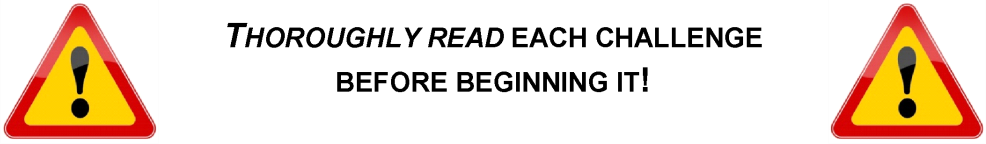 THOROUGHLY READ EACH CHALLENGE
BEFORE BEGINNING IT!